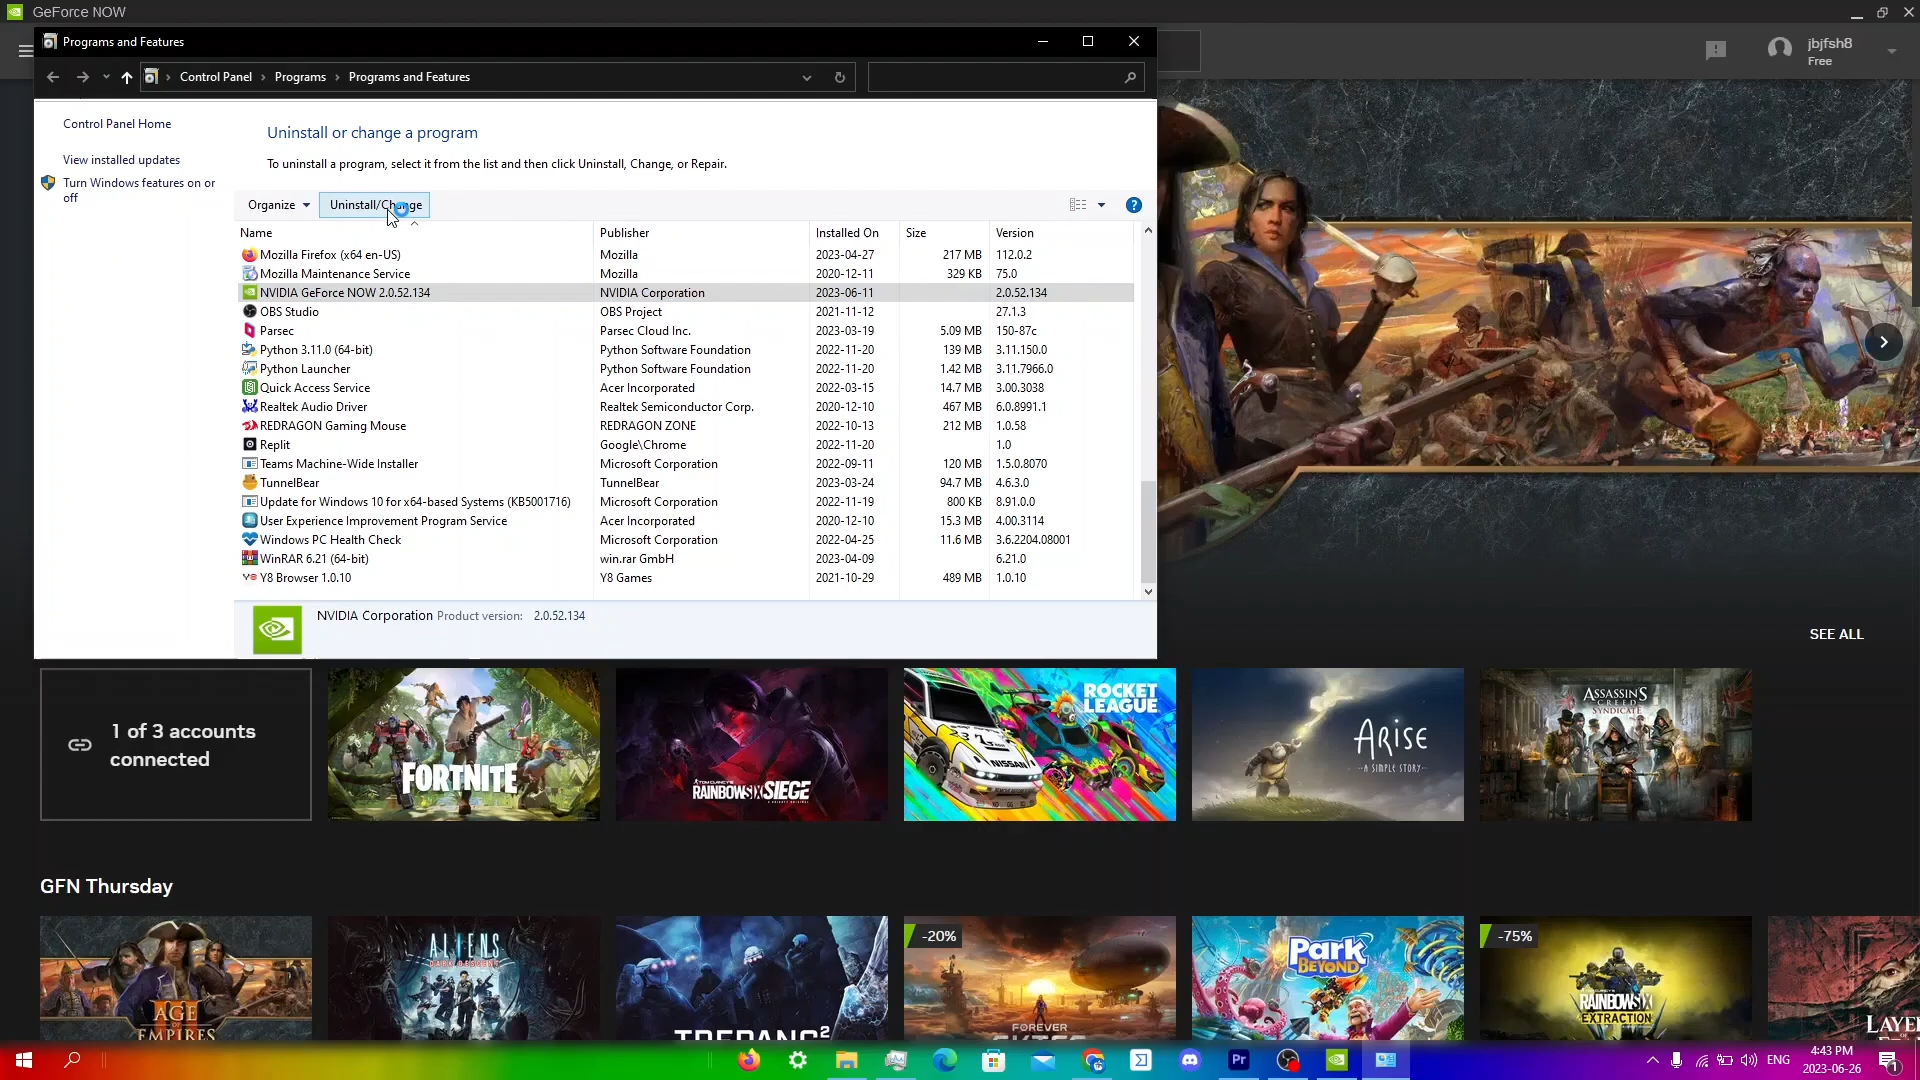 GeForce NOW
Programs and Features
jbjfsh8
Free
Control Panel > Programs > Programs and Features
Control Panel Home
View installed updates
Turn Windows features on or
off
Uninstall or change a program
To uninstall a program, select it from the list and then click Uninstall, Change, or Repair.
Organize Uninstall/Change
Name Publisher Installed On Size Version
Mozilla Firefox (x64 en-US) Mozilla 2023-04-27 217 MB 112.0.2
Mozilla Maintenance Service Mozilla 2020-12-11 329 KB 75.0
NVIDIA GeForce NOW 2.0.52.134 NVIDIA Corporation 2023-06-11 2.0.52.134
OBS Studio OBS Project 2021-11-12 27.1.3
Parsec Parsec Cloud Inc. 2023-03-19 5.09 MB 150-87c
Python 3.11.0 (64-bit) Python Software Foundation 2022-11-20 139 MB 3.11.150.0
Python Launcher Python Software Foundation 2022-11-20 1.42 MB 3.11.7966.0
Quick Access Service Acer Incorporated 2022-03-15 14.7 MB 3.00.3038
Realtek Audio Driver Realtek Semiconductor Corp. 2020-12-10 467 MB 6.0.8991.1
REDRAGON Gaming Mouse REDRAGON ZONE 2022-10-13 212 MB 1.0.58
Replit Google\Chrome 2022-11-20 1.0
Teams Machine-Wide Installer Microsoft Corporation 2022-09-11 120 MB 1.5.0.8070
TunnelBear TunnelBear 2023-03-24 94.7 MB 4.6.3.0
Update for Windows 10 for x64-based Systems (KB5001716) Microsoft Corporation 2022-11-19 800 KB 8.91.0.0
User Experience Improvement Program Service Acer Incorporated 2020-12-10 15.3 MB 4.00.3114
Windows PC Health Check Microsoft Corporation 2022-04-25 11.6 MB 3.6.2204.08001
WinRAR 6.21 (64-bit) win.rar GmbH 2023-04-09 6.21.0
Y8 Browser 1.0.10 Y8 Games 2021-10-29 489 MB 1.0.10
NVIDIA Corporation Product version: 2.0.52.134
SEE ALL
1 of 3 accounts
connected
FORTNITE
TOM CLANCY'S
RAINBOW SIX SIEGE
ROCKET
LEAGUE
NISSAN
ARISE
A SIMPLE STORY
ASSASSIN'S
CREED
SYNDICATE
GFN Thursday
AGE
OF
EMPIRES
ALIENS
DARK DESCENT
TREPANG2
-20%
FOREVER
SKIES
Park
BEYOND
-75%
RAINBOW SIX
EXTRACTION
LAYE
Pr
ENG
4:43 PM
2023-06-26
1